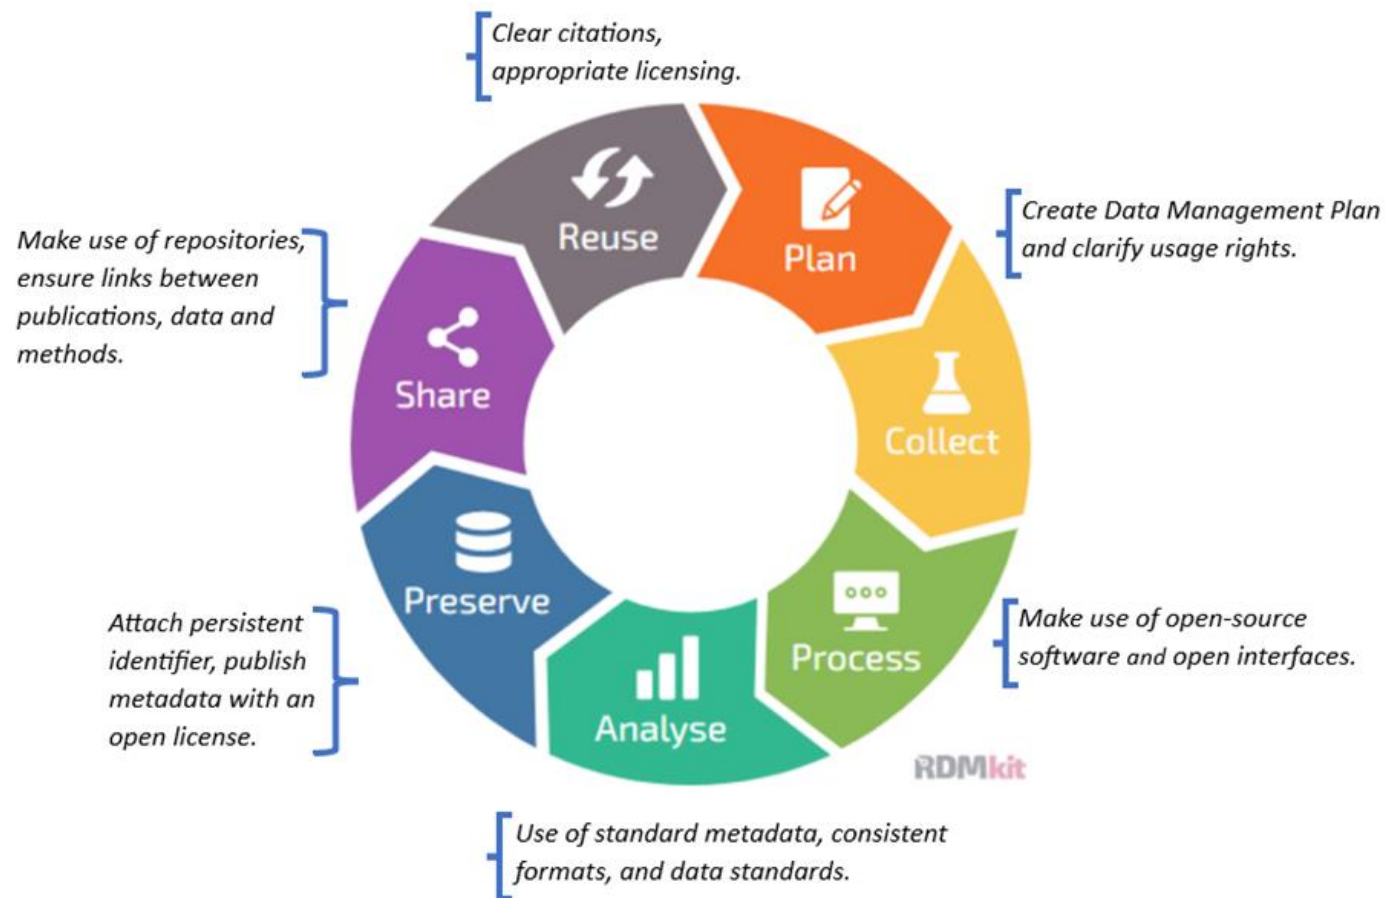 Clear citations,
appropriate licensing.
Reuse
Plan
Create Data Management Plan
and clarify usage rights.
Make use of repositories,
ensure links between
publications, data and
methods.
Share
Collect
Preserve
Process
Make use of open-source
software and open interfaces.
Attach persistent
identifier, publish
metadata with an
open license.
Analyse
RDMkit
Use of standard metadata, consistent
formats, and data standards.